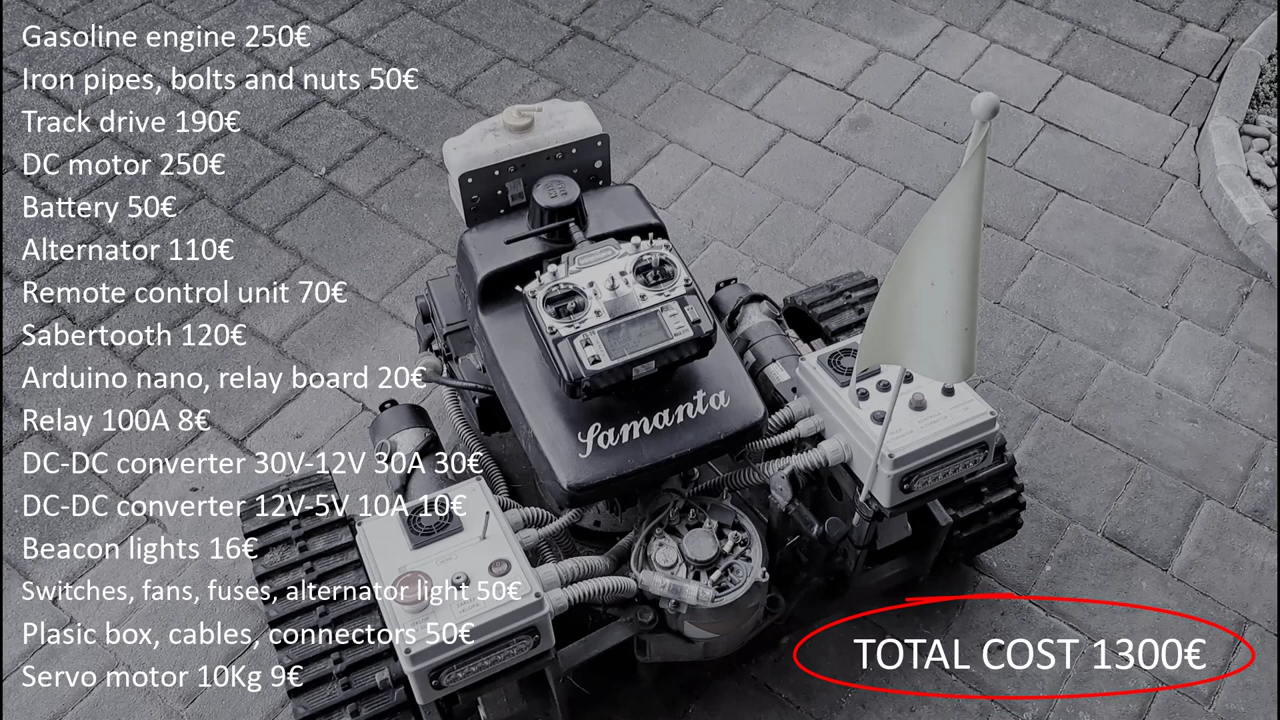 Gasoline engine 250€
Iron pipes, bolts and nuts 50€
Track drive 190€
DC motor 250€
Battery 50€
Alternator 110€
Remote control unit 70€
Sabertooth 120€
Arduino nano, relay board 20€
Relay 100A 8€
DC-DC converter 30V-12V 30A 30€
DC-DC converter 12V-5V 10A 10€
Beacon lights 16€
Switches, fans, fuses, alternator light 50€
Plasic box, cables, connectors 50€
Servo motor 10Kg 9€
Samanta
TOTAL COST 1300€